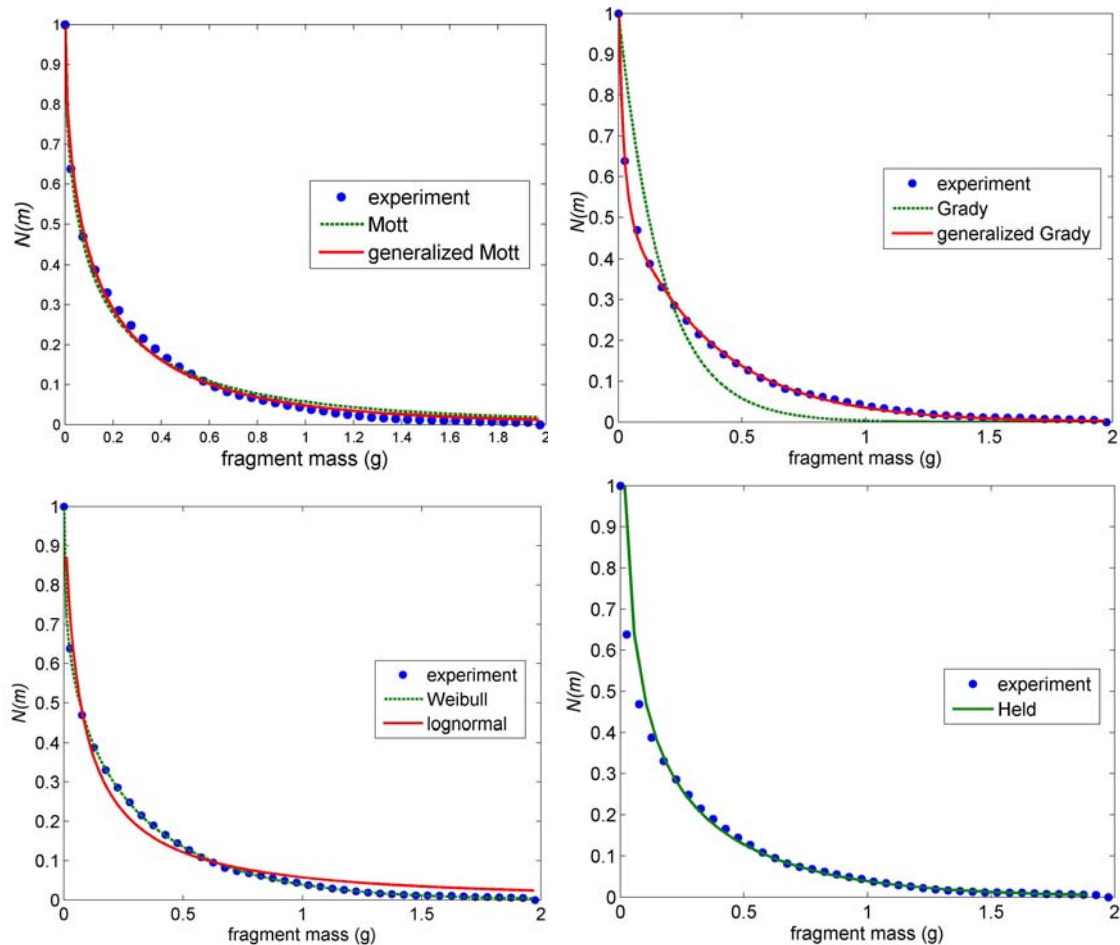 1
0.9
0.8
0.7
0.6
0.5
0.4
0.3
0.2
0.1
0
N(m)
experiment
Mott
generalized Mott
0 0.2 0.4 0.6 0.8 1 1.2 1.4 1.6 1.8 2
fragment mass (g)
1
0.9
0.8
0.7
0.6
0.5
0.4
0.3
0.2
0.1
0
N(m)
experiment
Grady
generalized Grady
0 0.5 1 1.5 2
fragment mass (g)
1
0.9
0.8
0.7
0.6
0.5
0.4
0.3
0.2
0.1
0
N(m)
experiment
Weibull
lognormal
0 0.5 1 1.5 2
fragment mass (g)
1
0.9
0.8
0.7
0.6
0.5
0.4
0.3
0.2
0.1
0
N(m)
experiment
Held
0 0.5 1 1.5 2
fragment mass (g)